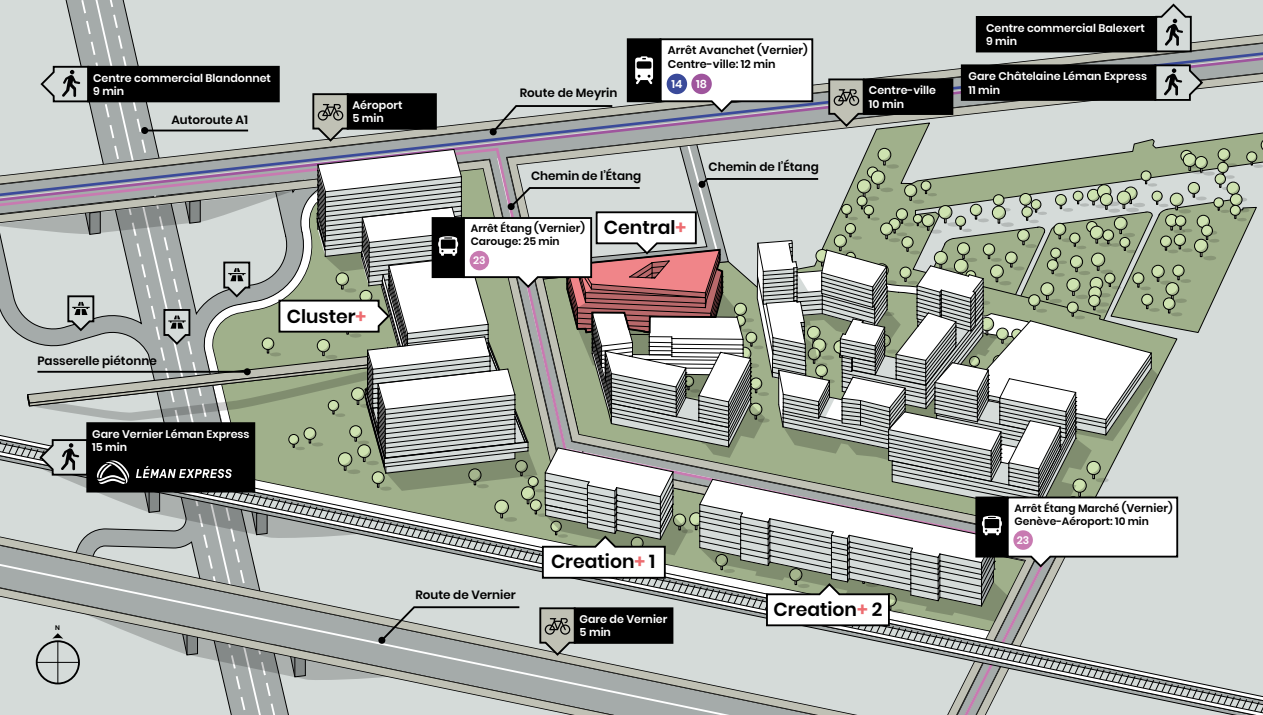 Centre commercial Balexert
9 min
Arrêt Avanchet (Vernier)
Centre-ville: 12 min
14 18
Centre commercial Blandonnet
9 min
Gare Châtelaine Léman Express
11 min
Route de Meyrin
Centre-ville
10 min
Aéroport
5 min
Autoroute A1
Chemin de l'Étang
Chemin de l'Étang
Arrêt Étang (Vernier)
Carouge: 25 min
23
Central+
Cluster+
Passerelle piétonne
Gare Vernier Léman Express
15 min
LÉMAN EXPRESS
Arrêt Étang Marché (Vernier)
Genève-Aéroport: 10 min
23
Creation+ 1
Creation+ 2
Route de Vernier
Gare de Vernier
5 min
N